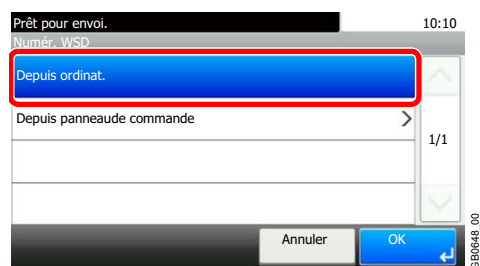 Prêt pour envoi. 10:10
Numér. WSD
Depuis ordinat.
Depuis panneaude commande
1/1
Annuler OK
GB0648_00